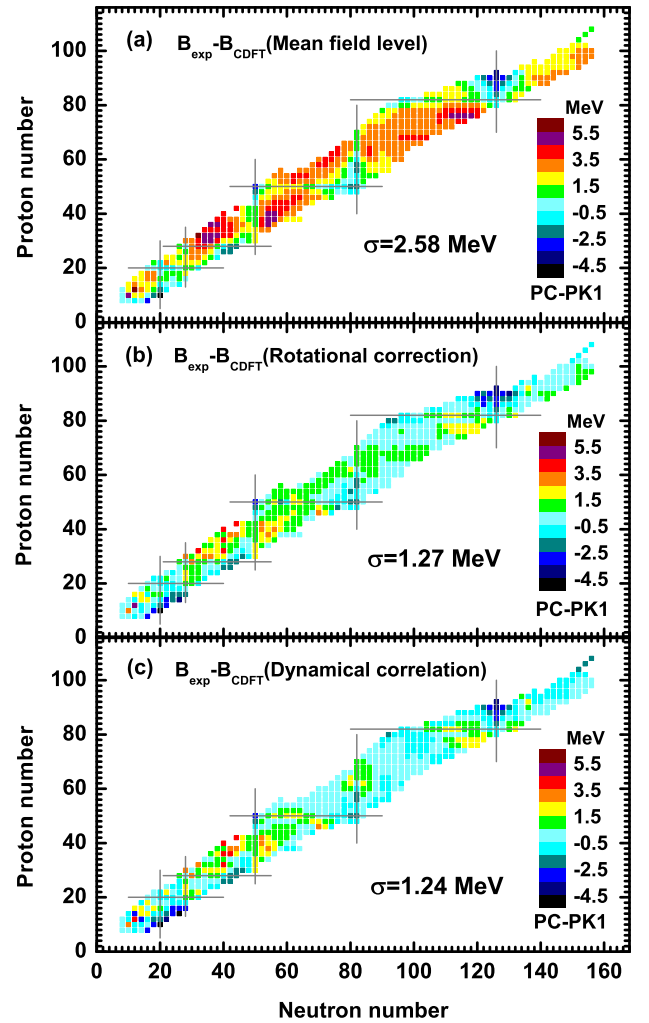 (a) B_exp-B_CDFT(Mean field level)
100
80
60
40
20
0
Proton number
MeV
5.5
3.5
1.5
-0.5
-2.5
-4.5
PC-PK1
σ=2.58 MeV
(b) B_exp-B_CDFT(Rotational correction)
100
80
60
40
20
0
Proton number
MeV
5.5
3.5
1.5
-0.5
-2.5
-4.5
PC-PK1
σ=1.27 MeV
(c) B_exp-B_CDFT(Dynamical correlation)
100
80
60
40
20
0
Proton number
MeV
5.5
3.5
1.5
-0.5
-2.5
-4.5
PC-PK1
σ=1.24 MeV
0 20 40 60 80 100 120 140 160
Neutron number